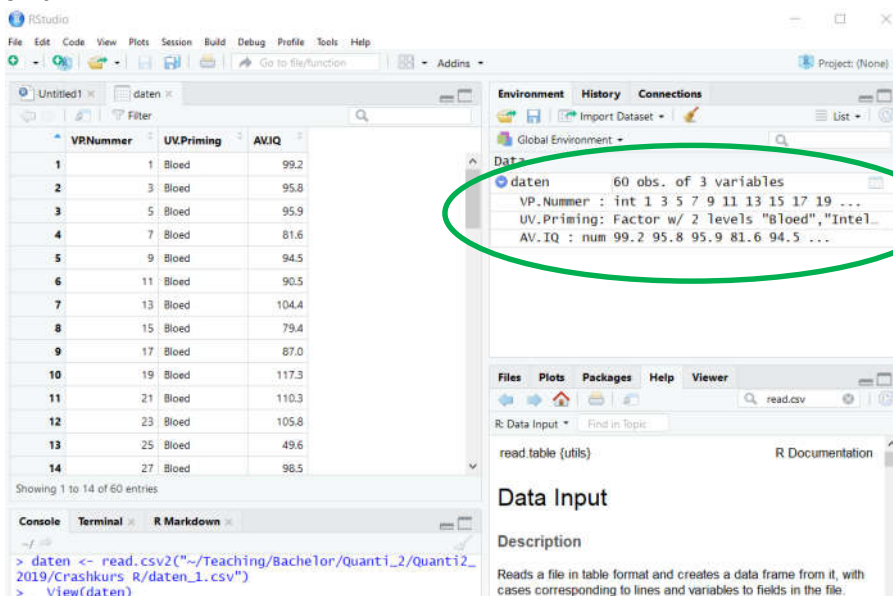 RStudio
File Edit Code View Plots Session Build Debug Profile Tools Help
Go to file/function Addins Project: (None)
Untitled1 daten
Filter
VP.Nummer UV.Priming AV.IQ
1 1 Bloed 99.2
2 3 Bloed 95.8
3 5 Bloed 95.9
4 7 Bloed 81.6
5 9 Bloed 94.5
6 11 Bloed 90.5
7 13 Bloed 104.4
8 15 Bloed 79.4
9 17 Bloed 87.0
10 19 Bloed 117.3
11 21 Bloed 110.3
12 23 Bloed 105.8
13 25 Bloed 49.6
14 27 Bloed 98.5
Showing 1 to 14 of 60 entries
Console Terminal R Markdown
~/
> daten <- read.csv2("~/Teaching/Bachelor/Quanti_2/Quanti2_
2019/Crashkurs R/daten_1.csv")
> View(daten)
Environment History Connections
Import Dataset List
Global Environment
Data
daten 60 obs. of 3 variables
VP.Nummer : int 1 3 5 7 9 11 13 15 17 19 ...
UV.Priming: Factor w/ 2 levels "Bloed","Intel…
AV.IQ : num 99.2 95.8 95.9 81.6 94.5 ...
Files Plots Packages Help Viewer
read.csv
R: Data Input Find in Topic
read.table {utils} R Documentation
Data Input
Description
Reads a file in table format and creates a data frame from it, with
cases corresponding to lines and variables to fields in the file.